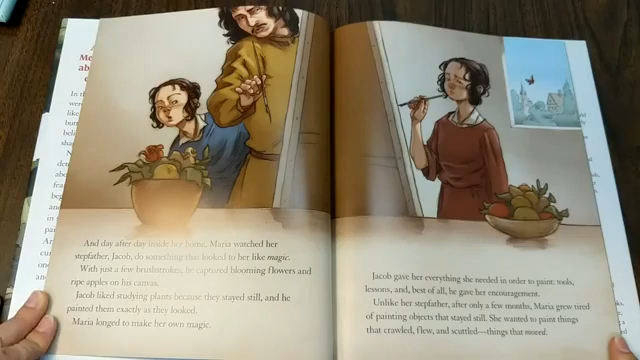 And day after day inside her home, Maria watched her
stepfather, Jacob, do something that looked to her like magic.
With just a few brushstrokes, he captured blooming flowers and
ripe apples on his canvas.
Jacob liked studying plants because they stayed still, and he
painted them exactly as they looked.
Maria longed to make her own magic.
Jacob gave her everything she needed in order to paint: tools,
lessons, and, best of all, he gave her encouragement.
Unlike her stepfather, after only a few months, Maria grew tired
of painting objects that stayed still. She wanted to paint things
that crawled, flew, and scuttled—things that moved.